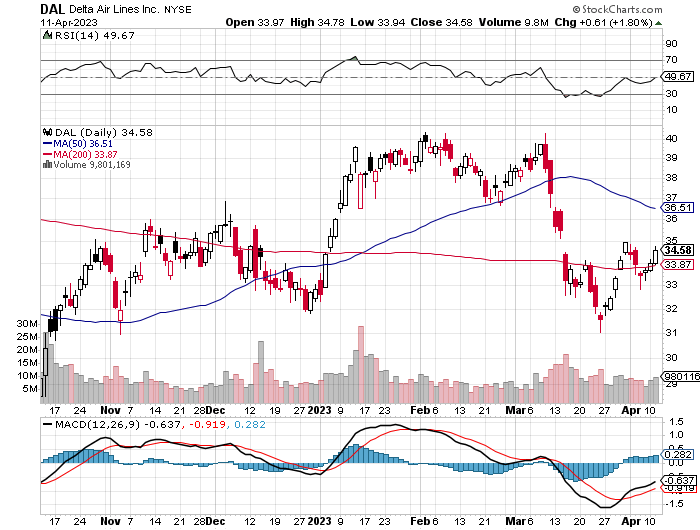 DAL Delta Air Lines Inc. NYSE © StockCharts.com
11-Apr-2023 Open 33.97 High 34.78 Low 33.94 Close 34.58 Volume 9.8M Chg +0.61 (+1.80%)
RSI(14) 49.67
90
70
49.67
30
10
DAL (Daily) 34.58
MA(50) 36.51
MA(200) 33.87
Volume 9,801,169
40
39
38
37
36.51
36
35
34.58
33.87
33
32
31
30
29
30M
25M
20M
15M
10M
5M
980116
17 24 Nov 7 14 21 28 Dec 12 19 27 2023 9 17 23 Feb 6 13 21 Mar 6 13 20 27 Apr 10
MACD(12,26,9) -0.637, -0.919, 0.282
1.5
1.0
0.5
0.282
0.0
-0.637
-0.919
-1.5
17 24 Nov 7 14 21 28 Dec 12 19 27 2023 9 17 23 Feb 6 13 21 Mar 6 13 20 27 Apr 10